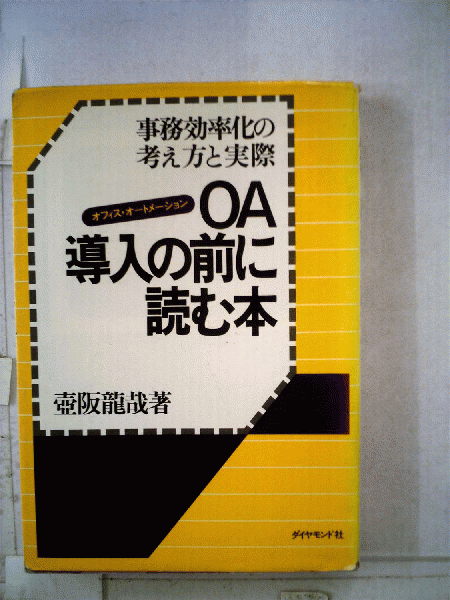 事務効率化の
考え方と実際
オフィス・オートメーション
OA
導入の前に
読む本
壺阪龍哉著
ダイヤモンド社